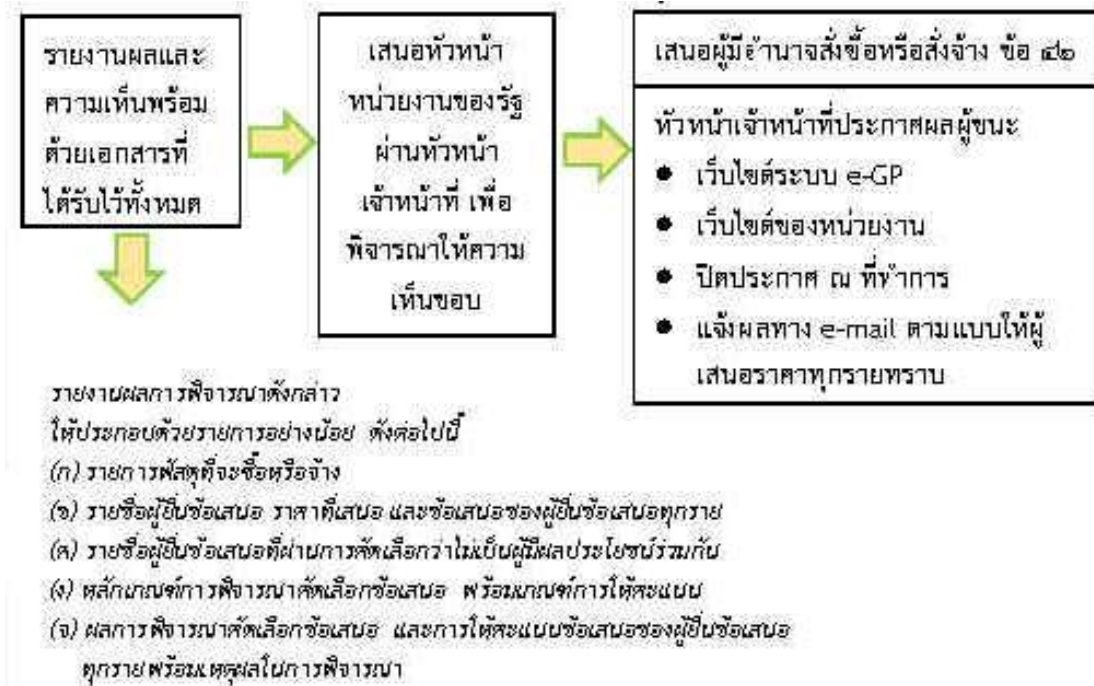 รายงานผลและ
ความเห็นพร้อม
ด้วยเอกสารที่
ได้รับไว้ทั้งหมด
เสนอหัวหน้า
หน่วยงานของรัฐ
ผ่านหัวหน้า
เจ้าหน้าที่ เพื่อ
พิจารณาให้ความ
เห็นชอบ
เสนอผู้มีอำนาจสั่งซื้อหรือสั่งจ้าง ข้อ ๔๒
หัวหน้าเจ้าหน้าที่ประกาศผลผู้ชนะ
● เว็บไซต์ระบบ e-GP
● เว็บไซต์ของหน่วยงาน
● ปิดประกาศ ณ ที่ทำการ
● แจ้งผลทาง e-mail ตามแบบให้ผู้
เสนอราคาทุกรายทราบ
รายงานผลการพิจารณาดังกล่าว
ให้ประกอบด้วยรายการอย่างน้อย ดังต่อไปนี้
(ก) รายการพัสดุที่จะซื้อหรือจ้าง
(ข) รายชื่อผู้ยื่นข้อเสนอ ราคาที่เสนอ และข้อเสนอของผู้ยื่นข้อเสนอทุกราย
(ค) รายชื่อผู้ยื่นข้อเสนอที่ผ่านการคัดเลือกว่าไม่เป็นผู้มีผลประโยชน์ร่วมกัน
(ง) หลักเกณฑ์การพิจารณาคัดเลือกข้อเสนอ พร้อมเกณฑ์การให้คะแนน
(จ) ผลการพิจารณาคัดเลือกข้อเสนอ และการให้คะแนนข้อเสนอของผู้ยื่นข้อเสนอ
ทุกรายพร้อมเหตุผลในการพิจารณา